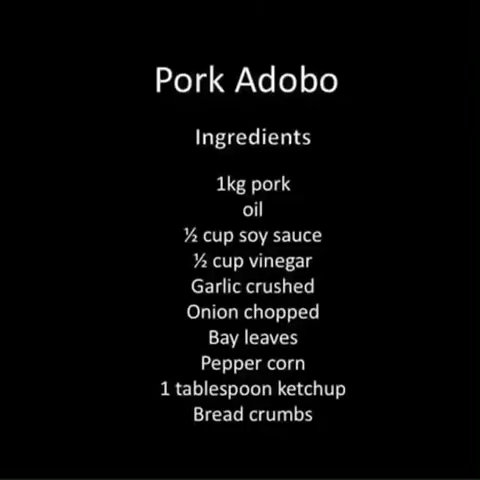 Pork Adobo
Ingredients
1kg pork
oil
½ cup soy sauce
½ cup vinegar
Garlic crushed
Onion chopped
Bay leaves
Pepper corn
1 tablespoon ketchup
Bread crumbs